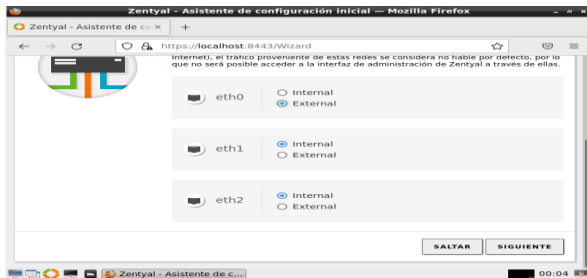 Zentyal - Asistente de configuración inicial — Mozilla Firefox
Zentyal - Asistente de co
https://localhost:8443/Wizard
Internet), el tráfico proveniente de estas redes se considera no fiable por defecto, por lo
que no será posible acceder a la interfaz de administración de Zentyal a través de ellas.
eth0
Internal
External
eth1
Internal
External
eth2
Internal
External
SALTAR SIGUIENTE
Zentyal - Asistente de c... 00:04